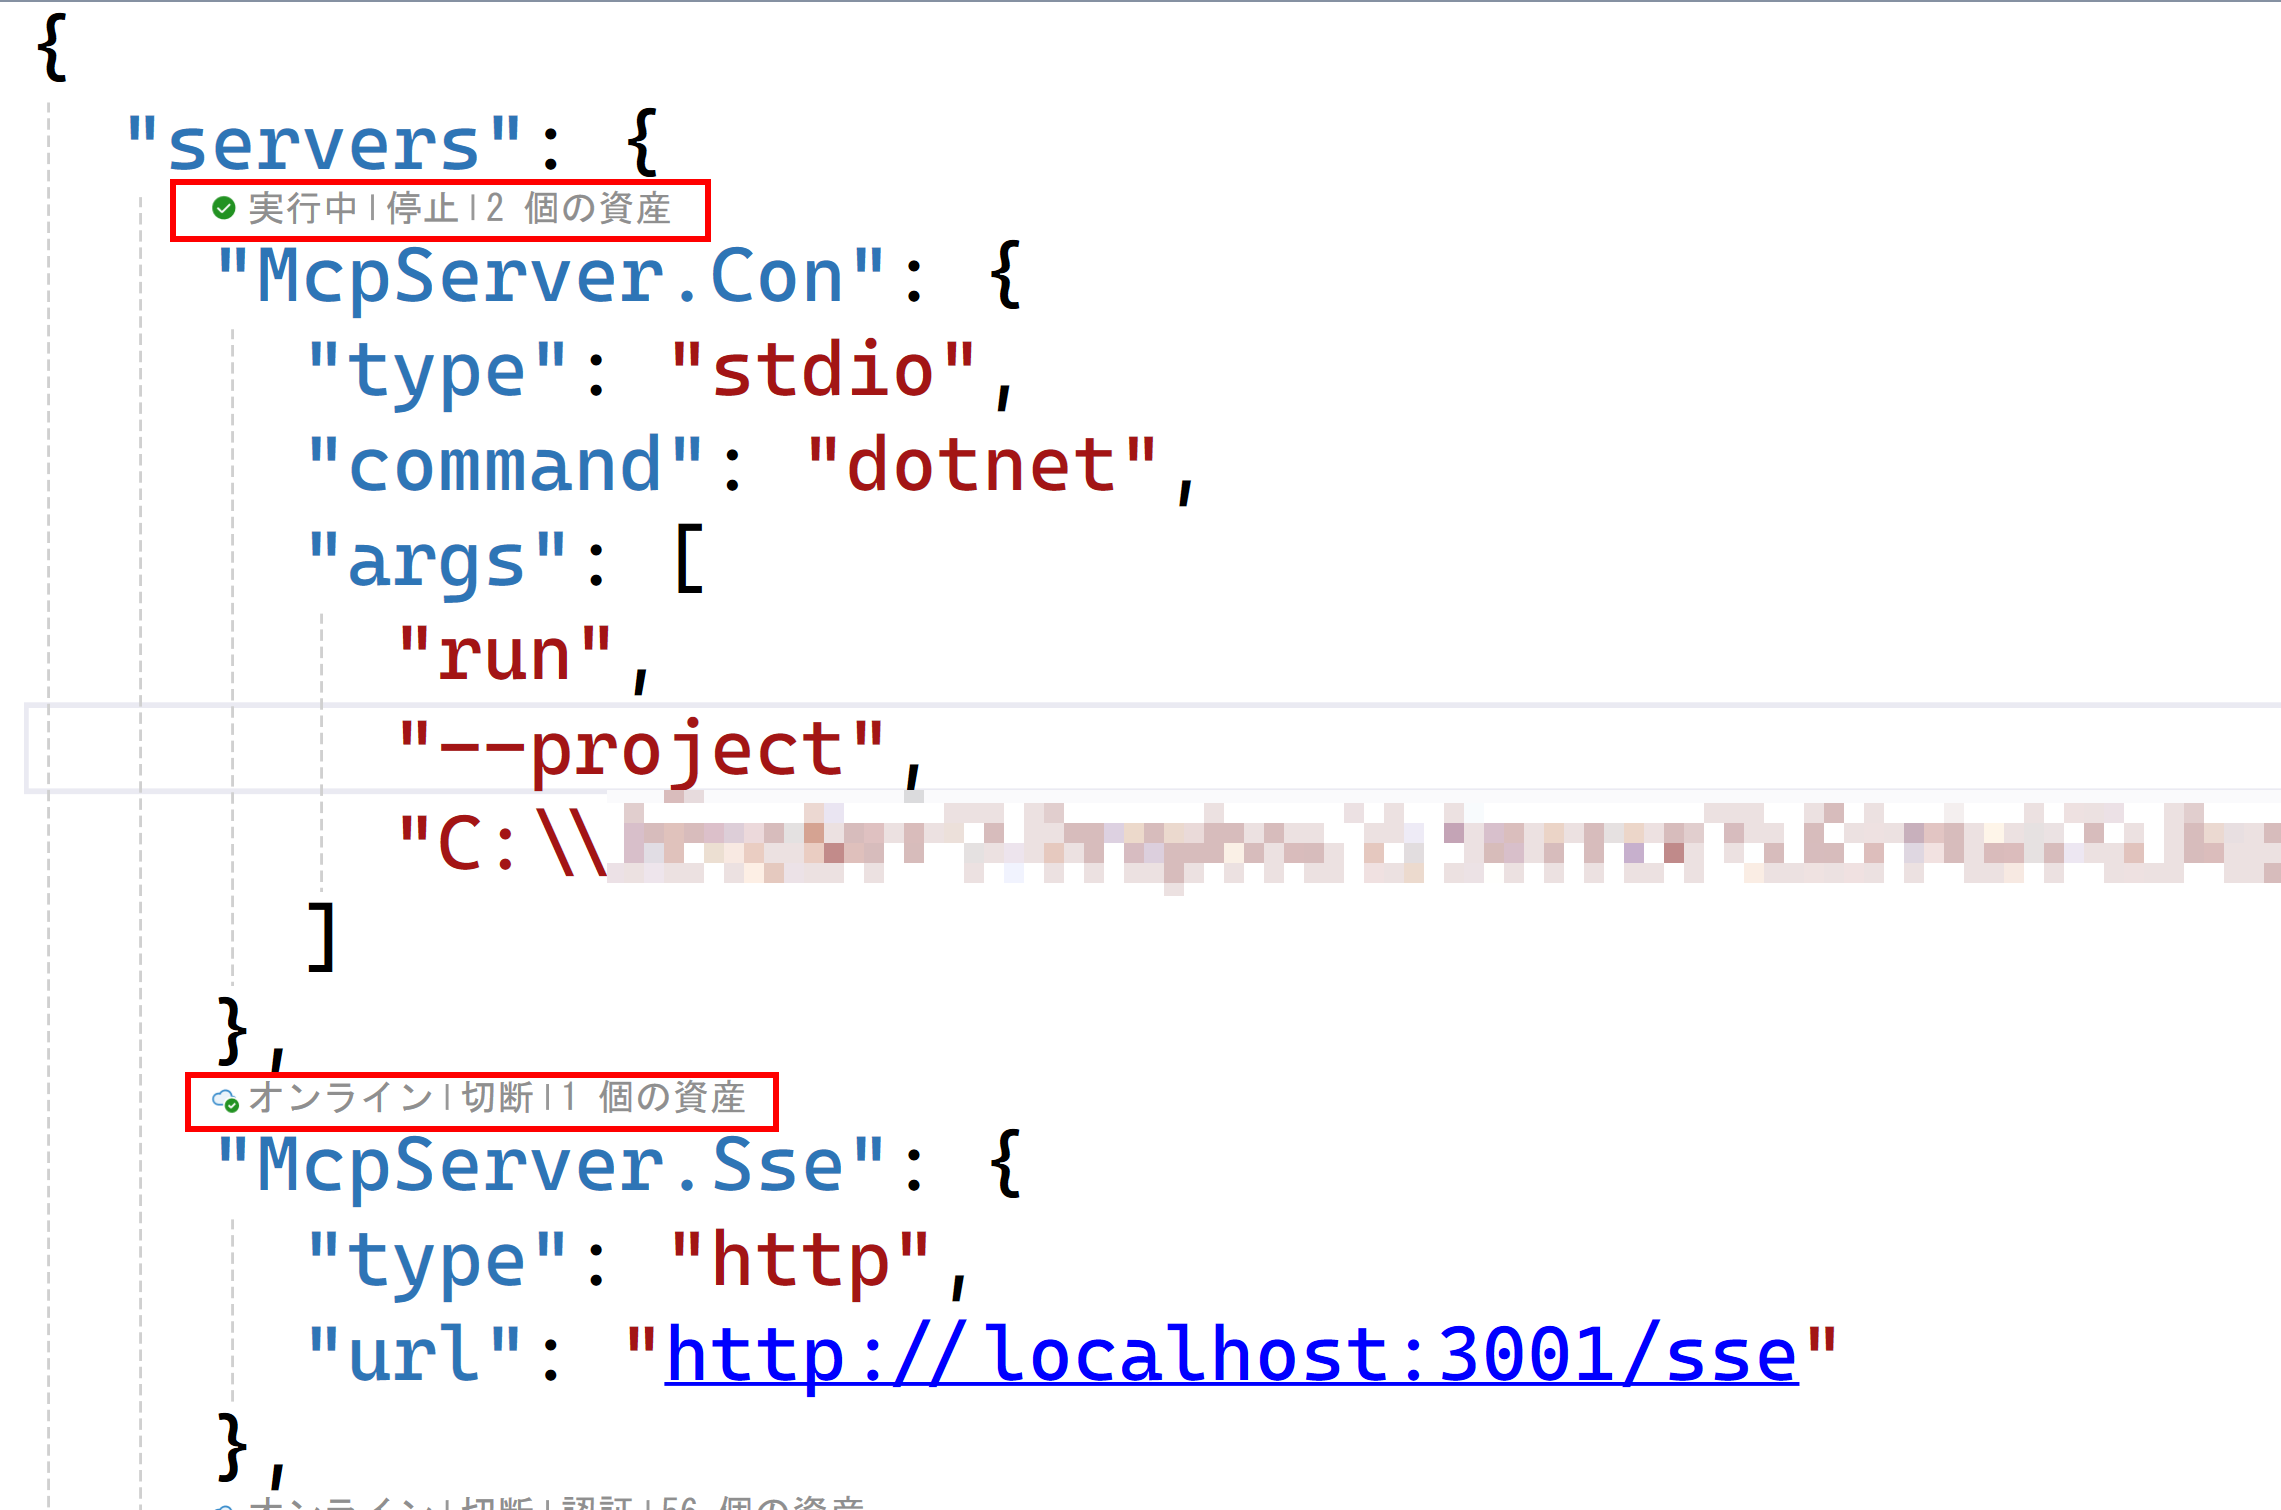 {
"servers": {
実行中|停止|2 個の資産
"McpServer.Con": {
"type": "stdio",
"command": "dotnet",
"args": [
"run",
"--project",
"C:\\
]
},
オンライン|切断|1 個の資産
"McpServer.Sse": {
"type": "http",
"url": "http://localhost:3001/sse"
},
オンライン|切断|認証|56 個の資産